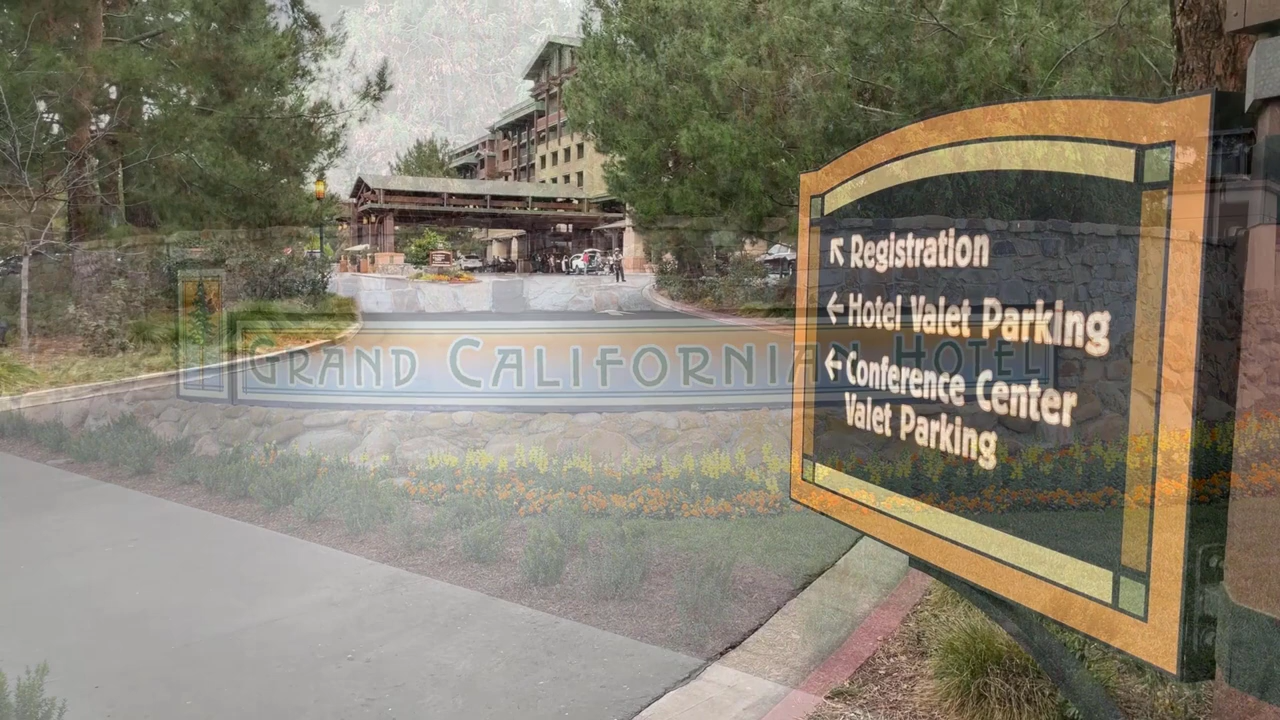 GRAND CALIFORNIAN HOTEL
↖ Registration
← Hotel Valet Parking
← Conference Center
Valet Parking